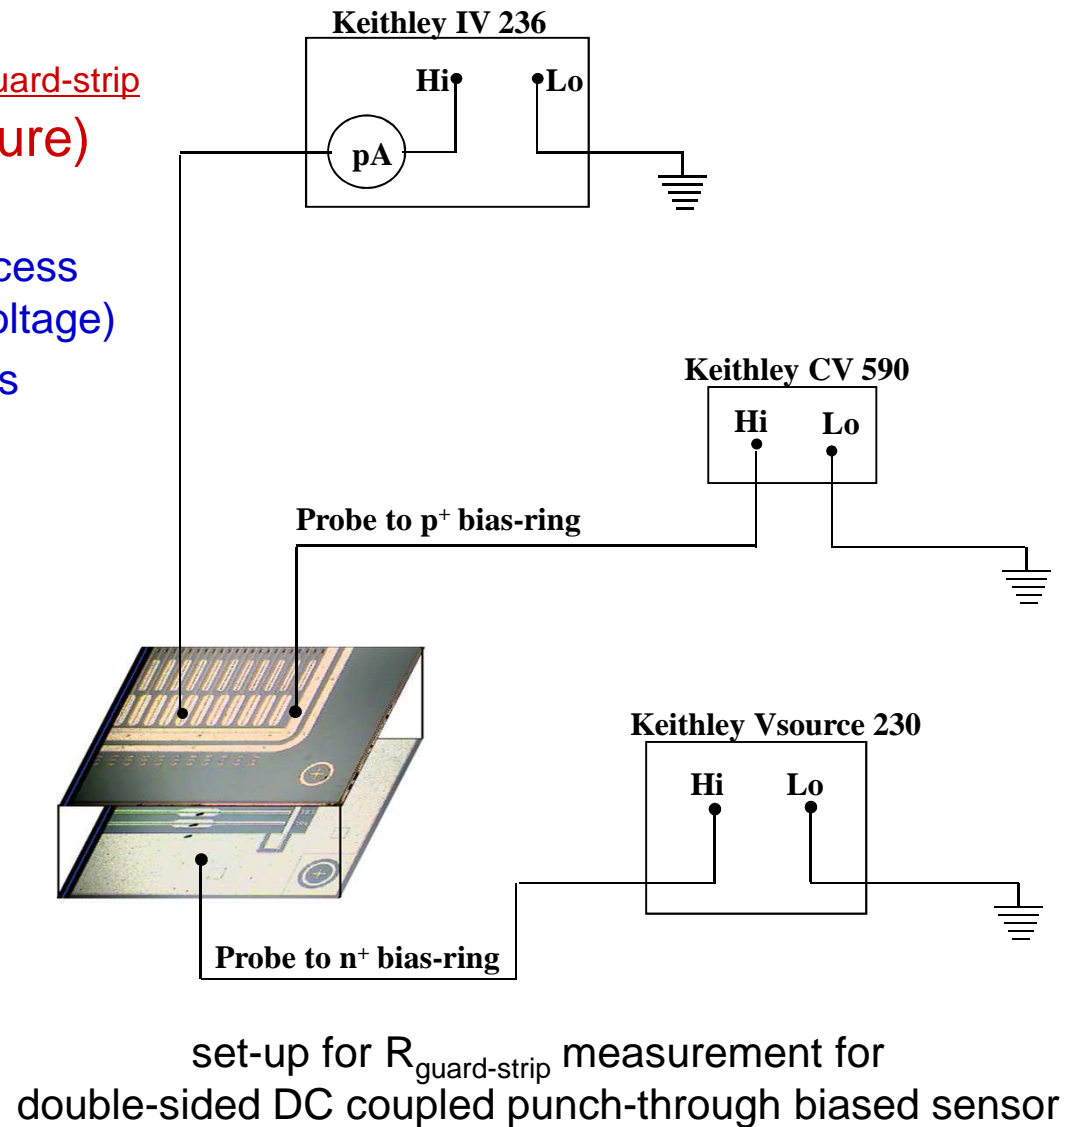 Keithley IV 236
Hi
Lo
uard-strip
ure)
pA
cess
oltage)
s
Keithley CV 590
Hi
Lo
Probe to p⁺ bias-ring
Keithley Vsource 230
Hi
Lo
Probe to n⁺ bias-ring
set-up for R_guard-strip measurement for
double-sided DC coupled punch-through biased sensor